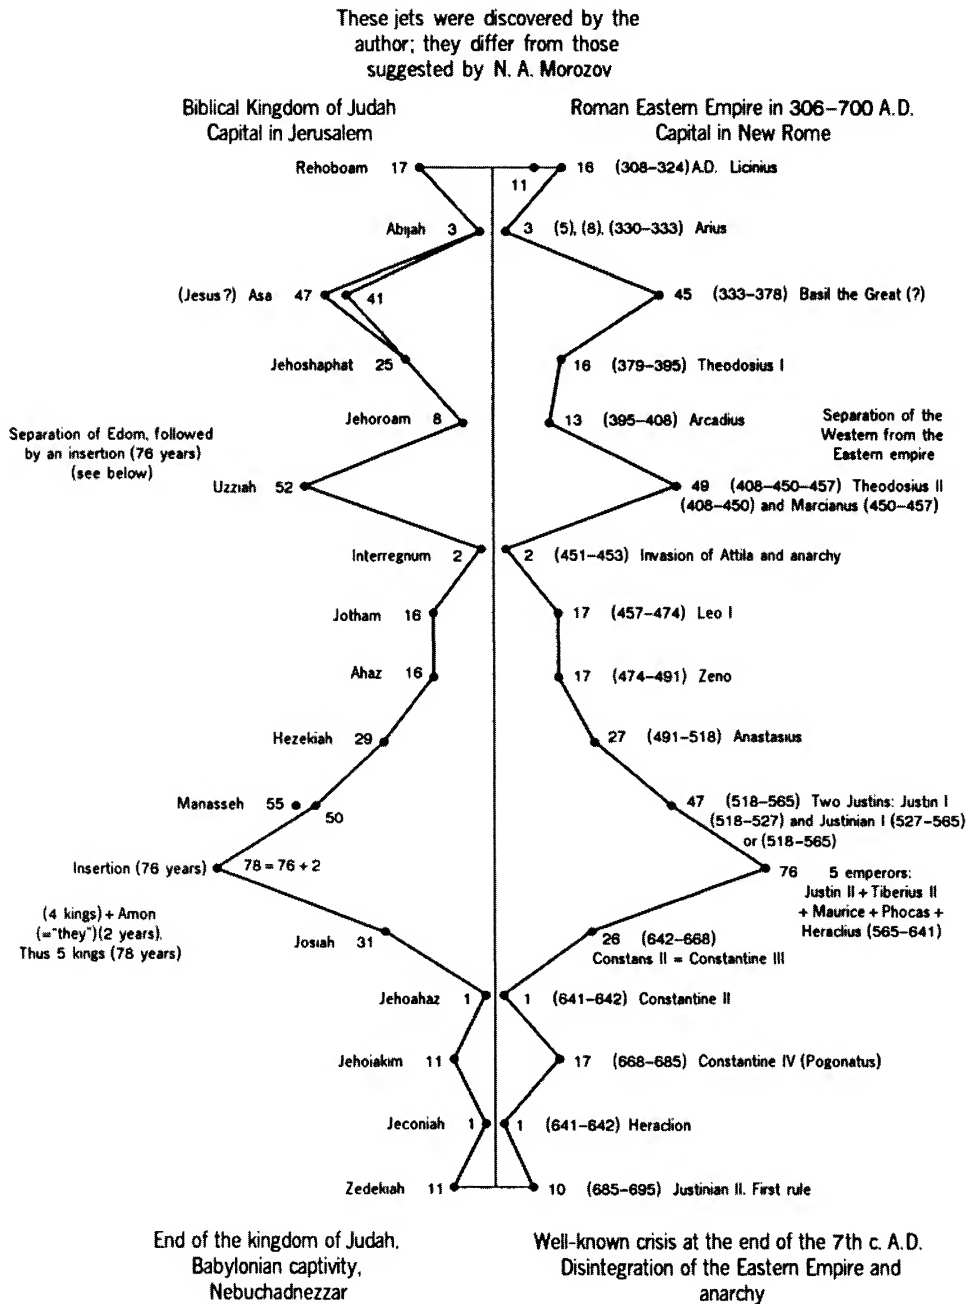 These jets were discovered by the
author; they differ from those
suggested by N. A. Morozov
Biblical Kingdom of Judah
Capital in Jerusalem
Roman Eastern Empire in 306–700 A.D.
Capital in New Rome
Rehoboam 17
11
16 (308–324) A.D. Licinius
Abijah 3
3 (5), (8), (330–333) Arius
(Jesus?) Asa 47
41
45 (333–378) Basil the Great (?)
Jehoshaphat 25
16 (379–395) Theodosius I
Jehoroam 8
13 (395–408) Arcadius
Separation of Edom, followed
by an insertion (76 years)
(see below)
Separation of the
Western from the
Eastern empire
Uzziah 52
49 (408–450–457) Theodosius II
(408–450) and Marcianus (450–457)
Interregnum 2
2 (451–453) Invasion of Attila and anarchy
Jotham 16
17 (457–474) Leo I
Ahaz 16
17 (474–491) Zeno
Hezekiah 29
27 (491–518) Anastasius
Manasseh 55
50
47 (518–565) Two Justins: Justin I
(518–527) and Justinian I (527–565)
or (518–565)
Insertion (76 years)
78 = 76 + 2
76 5 emperors:
Justin II + Tiberius II
+ Maurice + Phocas +
Heraclius (565–641)
(4 kings) + Amon
(="they") (2 years).
Thus 5 kings (78 years)
Josiah 31
26 (642–668)
Constans II = Constantine III
Jehoahaz 1
1 (641–642) Constantine II
Jehoiakim 11
17 (668–685) Constantine IV (Pogonatus)
Jeconiah 1
1 (641–642) Heraclion
Zedekiah 11
10 (685–695) Justinian II. First rule
End of the kingdom of Judah,
Babylonian captivity,
Nebuchadnezzar
Well-known crisis at the end of the 7th c. A.D.
Disintegration of the Eastern Empire and
anarchy